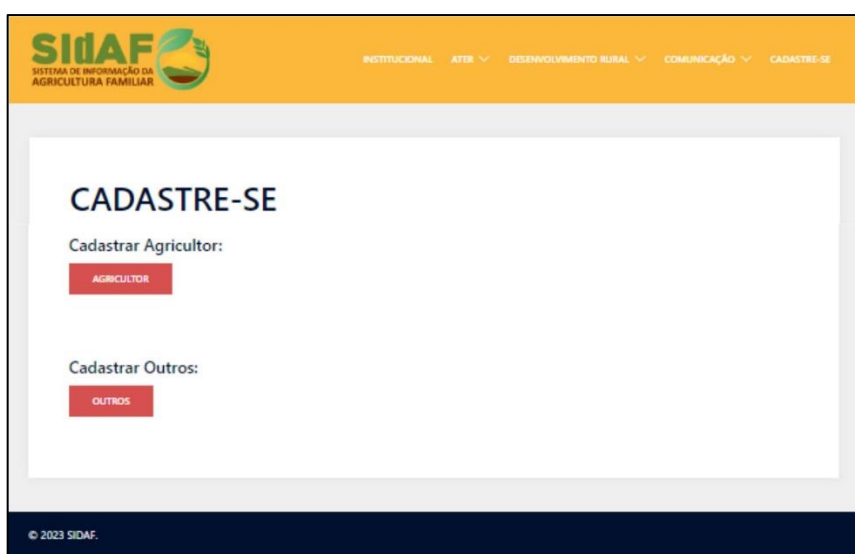 SIdAF
SISTEMA DE INFORMAÇÃO DA
AGRICULTURA FAMILIAR
INSTITUCIONAL ATER DESENVOLVIMENTO RURAL COMUNICAÇÃO CADASTRE-SE
CADASTRE-SE
Cadastrar Agricultor:
AGRICULTOR
Cadastrar Outros:
OUTROS
© 2023 SIDAF.